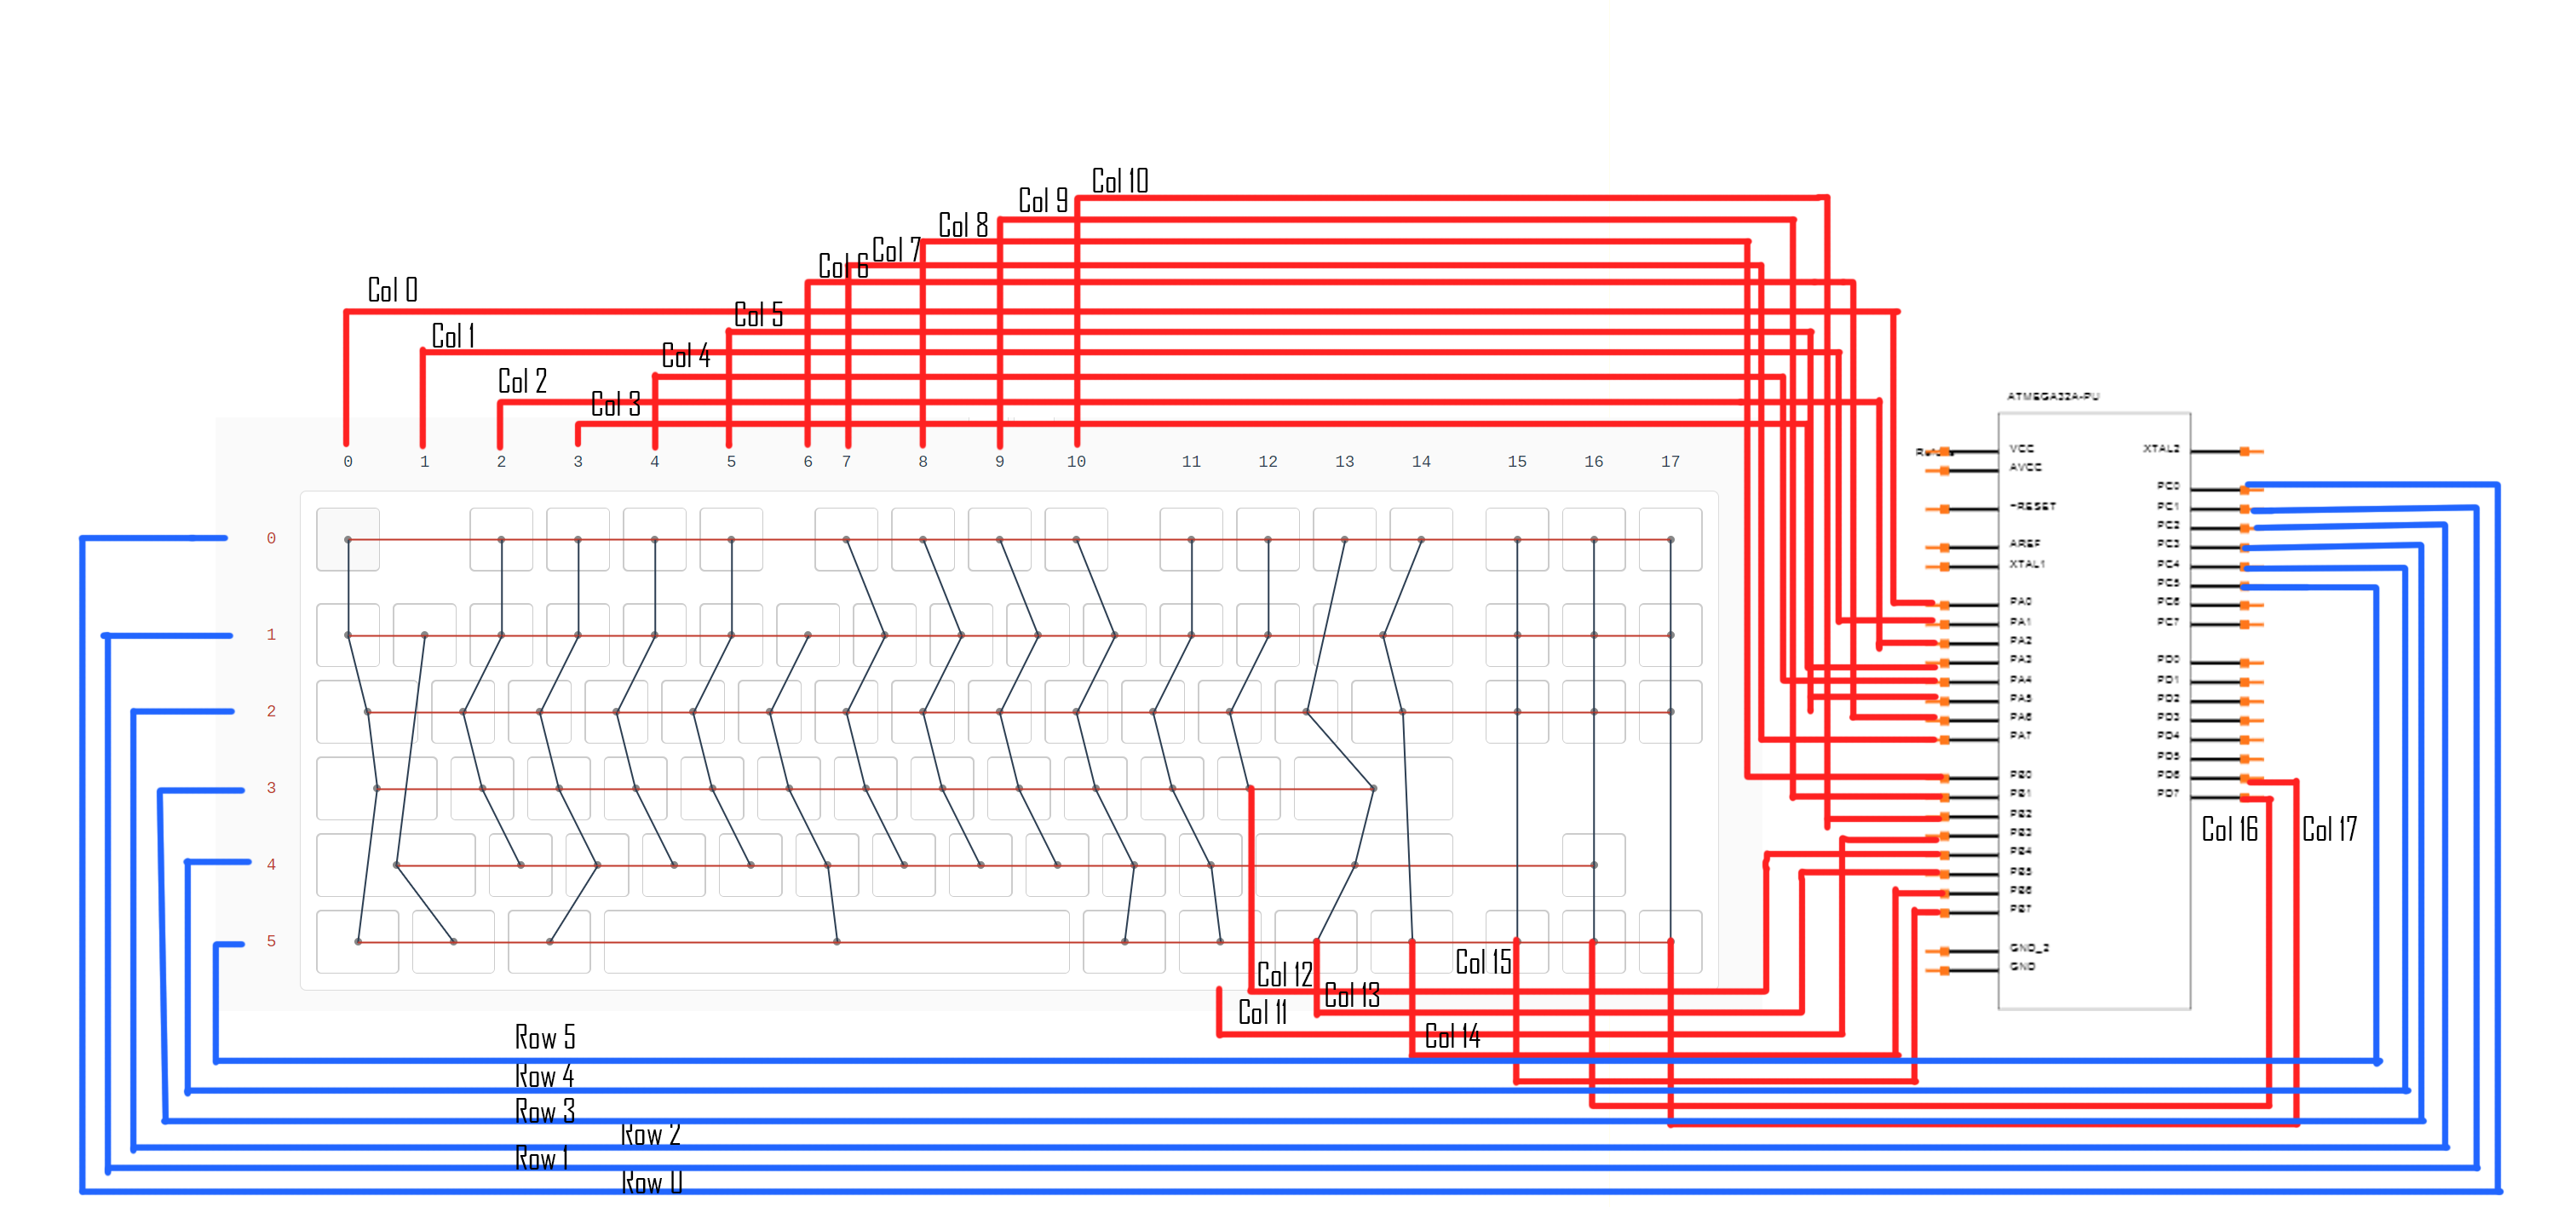 Col 10
Col 9
Col 8
Col 7
Col 6
Col 0
Col 5
Col 1
Col 4
Col 2
Col 3
0 1 2 3 4 5 6 7 8 9 10 11 12 13 14 15 16 17
0
1
2
3
4
5
ATMEGA32A-PU
VCC
AVCC
~RESET
AREF
XTAL1
PA0
PA1
PA2
PA3
PA4
PA5
PA6
PA7
PB0
PB1
PB2
PB3
PB4
PB5
PB6
PB7
GND_2
GND
XTAL2
PC0
PC1
PC2
PC3
PC4
PC5
PC6
PC7
PD0
PD1
PD2
PD3
PD4
PD5
PD6
PD7
Col 16
Col 17
Col 15
Col 12
Col 13
Col 11
Col 14
Row 5
Row 4
Row 3
Row 2
Row 1
Row 0